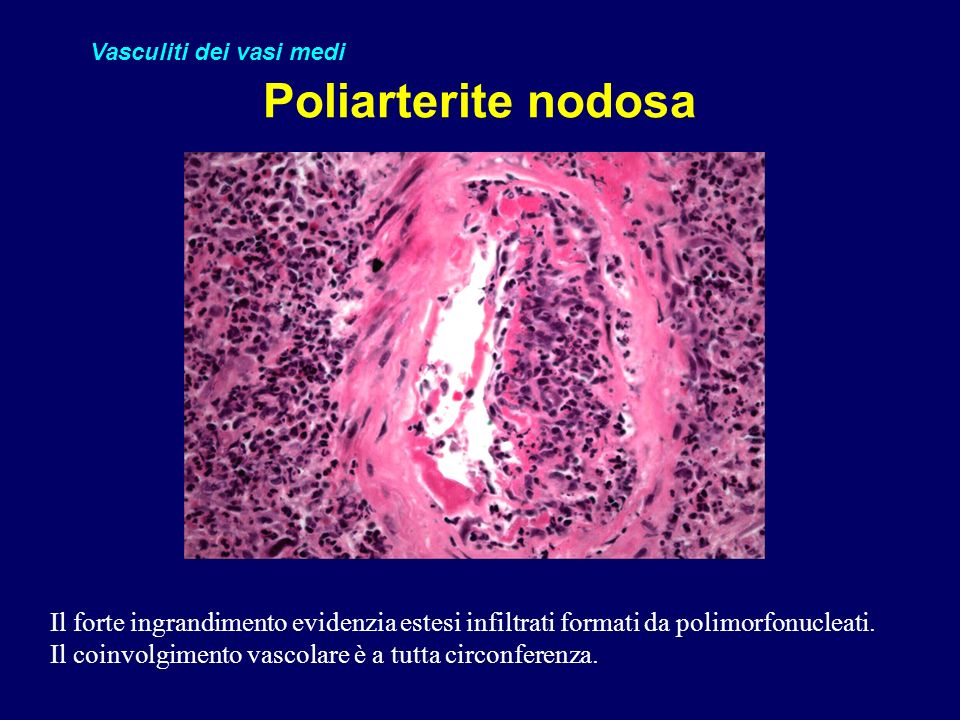 Vasculiti dei vasi medi
Poliarterite nodosa
Il forte ingrandimento evidenzia estesi infiltrati formati da polimorfonucleati.
Il coinvolgimento vascolare è a tutta circonferenza.